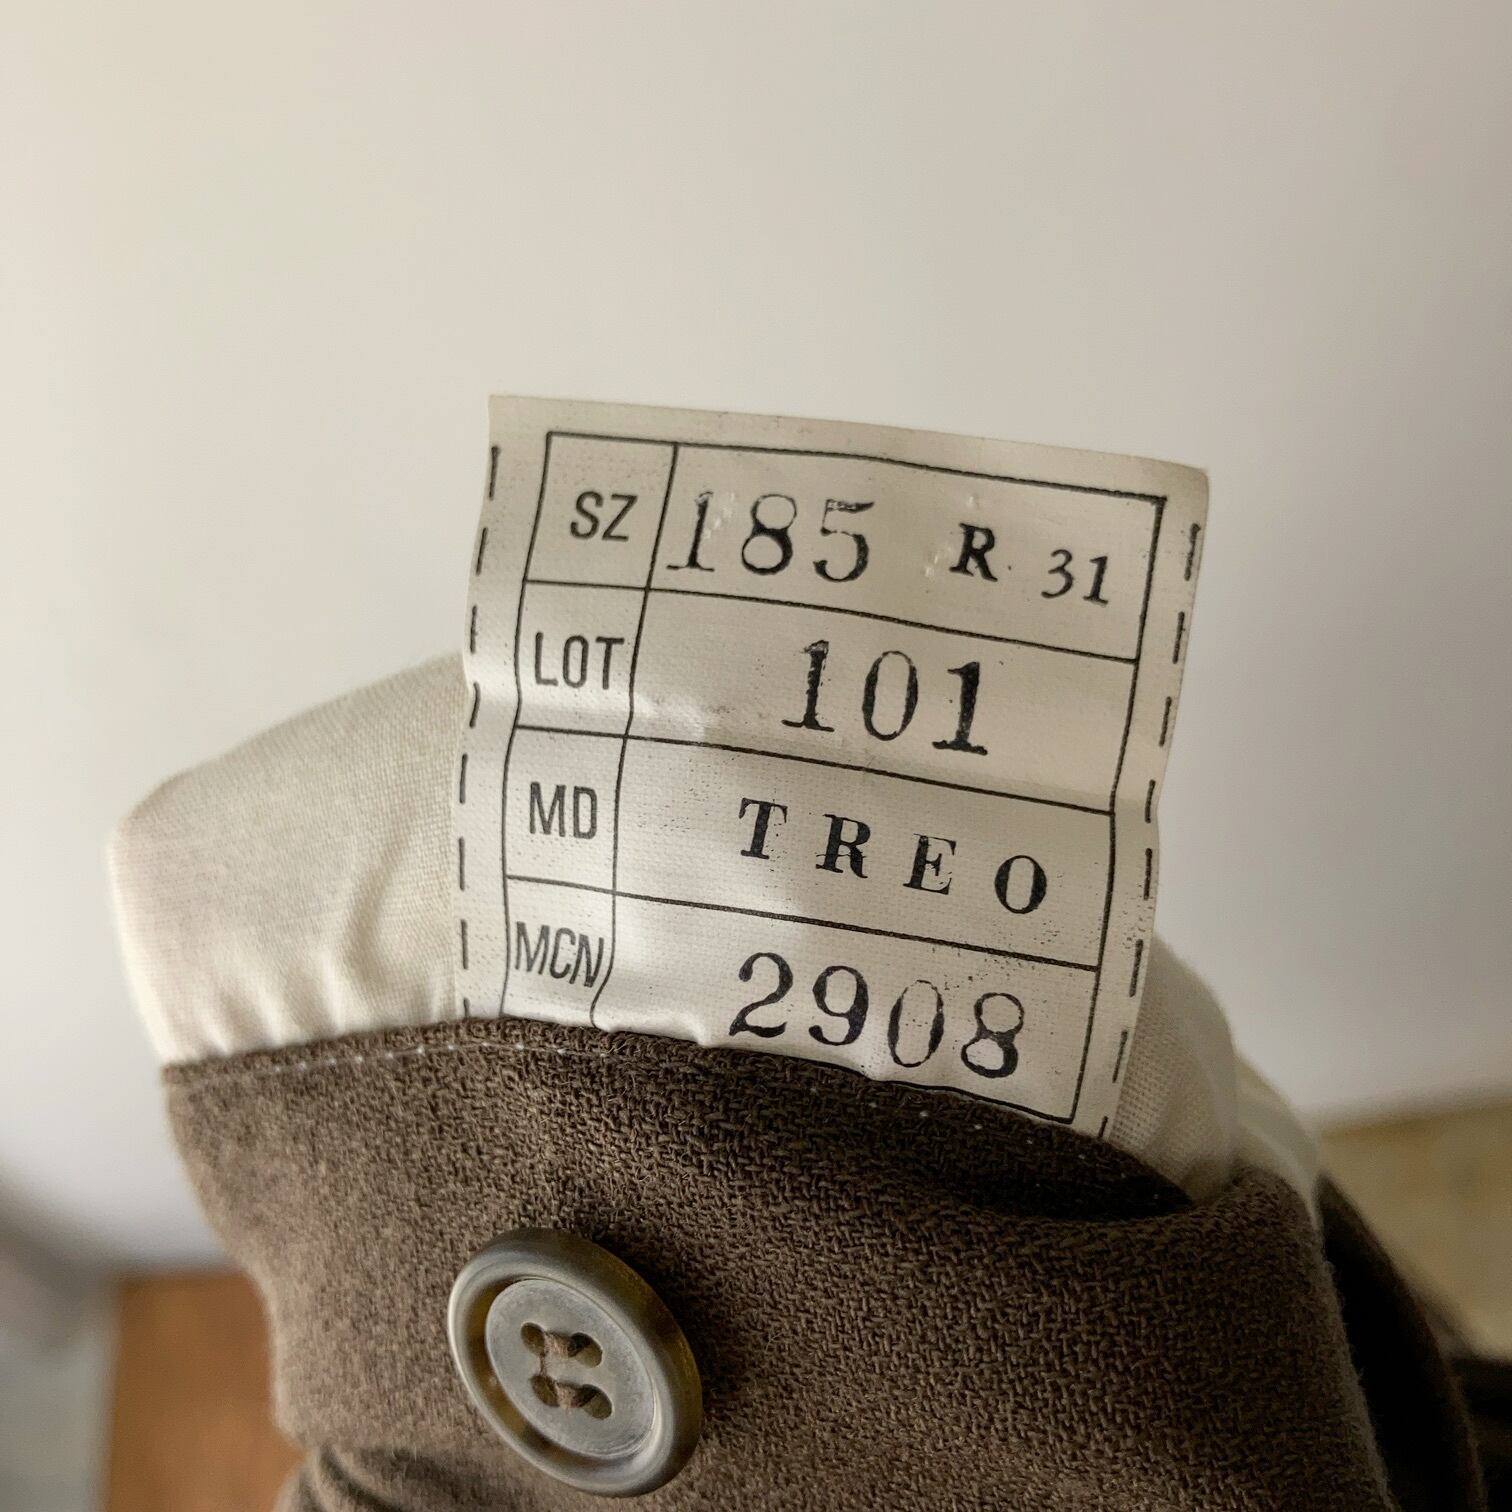 SZ 185 R 31
LOT 101
MD TREO
MCN 2908